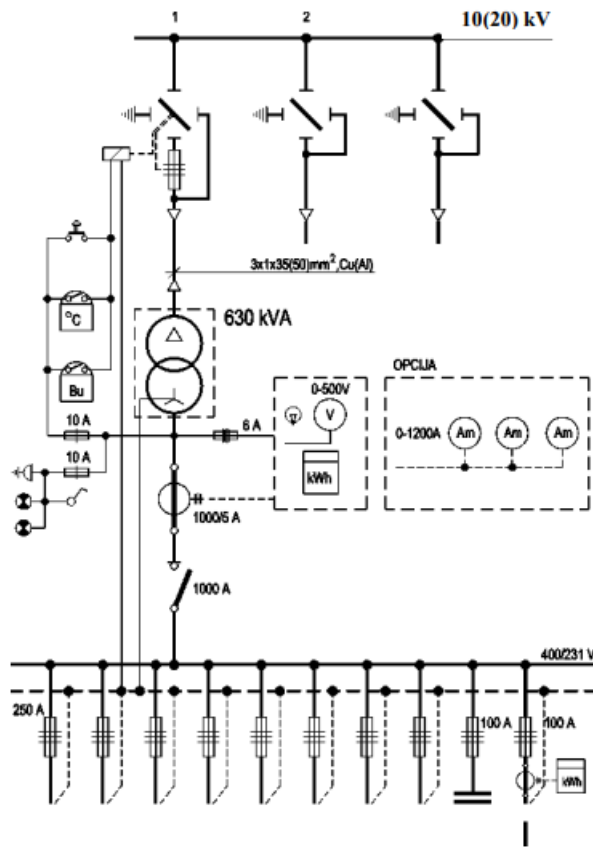 1
2
10(20) kV
3x1x35(50)mm²,Cu(Al)
630 kVA
°C
Bu
10 A
6 A
10 A
0-500V
V
kWh
OPCIJA
0-1200A
Am
Am
Am
1000/5 A
1000 A
400/231 V
250 A
100 A
100 A
kWh